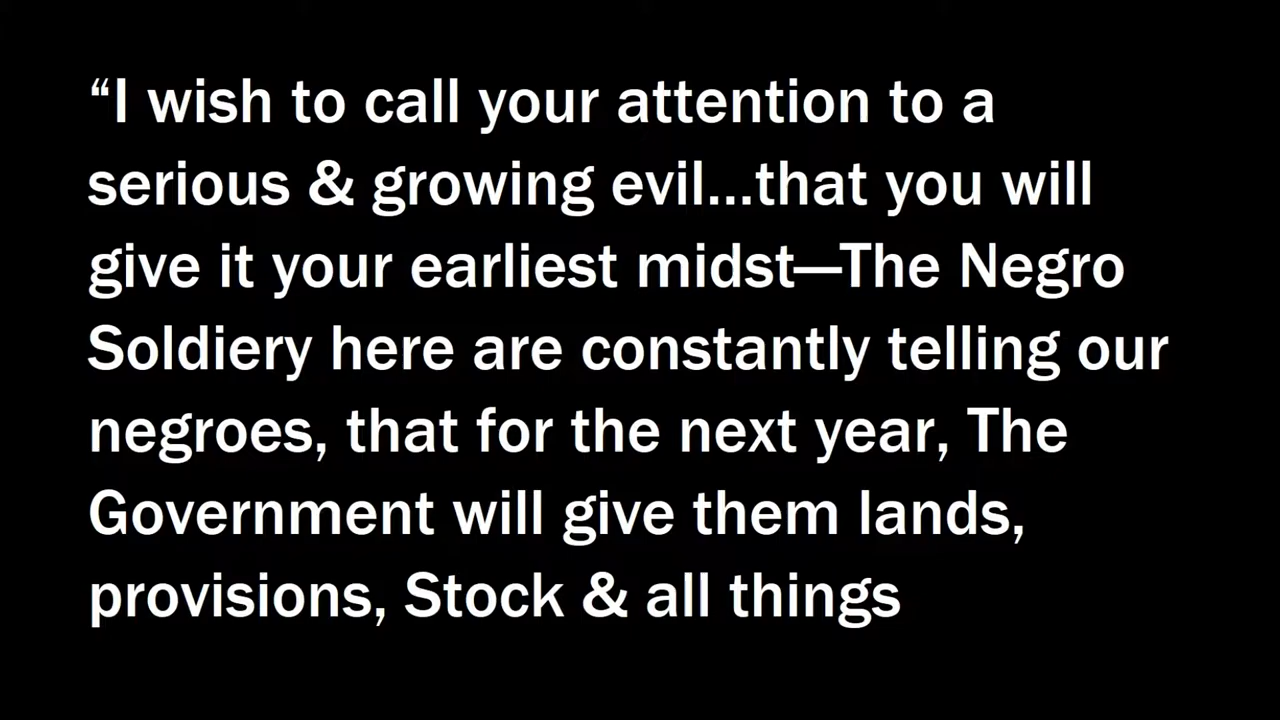 “I wish to call your attention to a
serious & growing evil...that you will
give it your earliest midst—The Negro
Soldiery here are constantly telling our
negroes, that for the next year, The
Government will give them lands,
provisions, Stock & all things